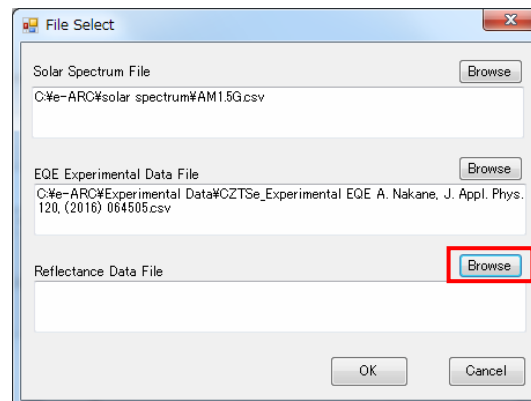 File Select
Solar Spectrum File Browse
C:¥e-ARC¥solar spectrum¥AM1.5G.csv
EQE Experimental Data File Browse
C:¥e-ARC¥Experimental Data¥CZTSe_Experimental EQE A. Nakane, J. Appl. Phys.
120, (2016) 064505.csv
Reflectance Data File Browse
OK Cancel